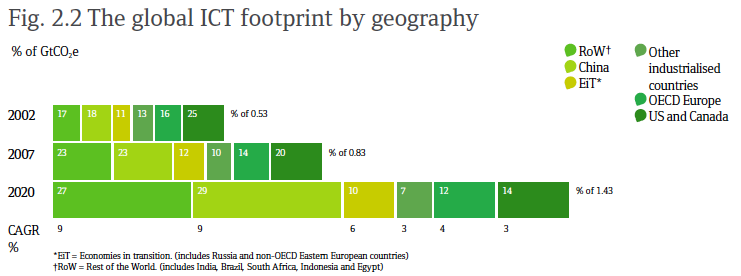 Fig. 2.2 The global ICT footprint by geography
% of GtCO₂e
RoW†
China
EiT*
Other
industrialised
countries
OECD Europe
US and Canada
2002 17 18 11 13 16 25 % of 0.53
2007 23 23 12 10 14 20 % of 0.83
2020 27 29 10 7 12 14 % of 1.43
CAGR 9 9 6 3 4 3
%
*EiT = Economies in transition. (includes Russia and non-OECD Eastern European countries)
†RoW = Rest of the World. (includes India, Brazil, South Africa, Indonesia and Egypt)